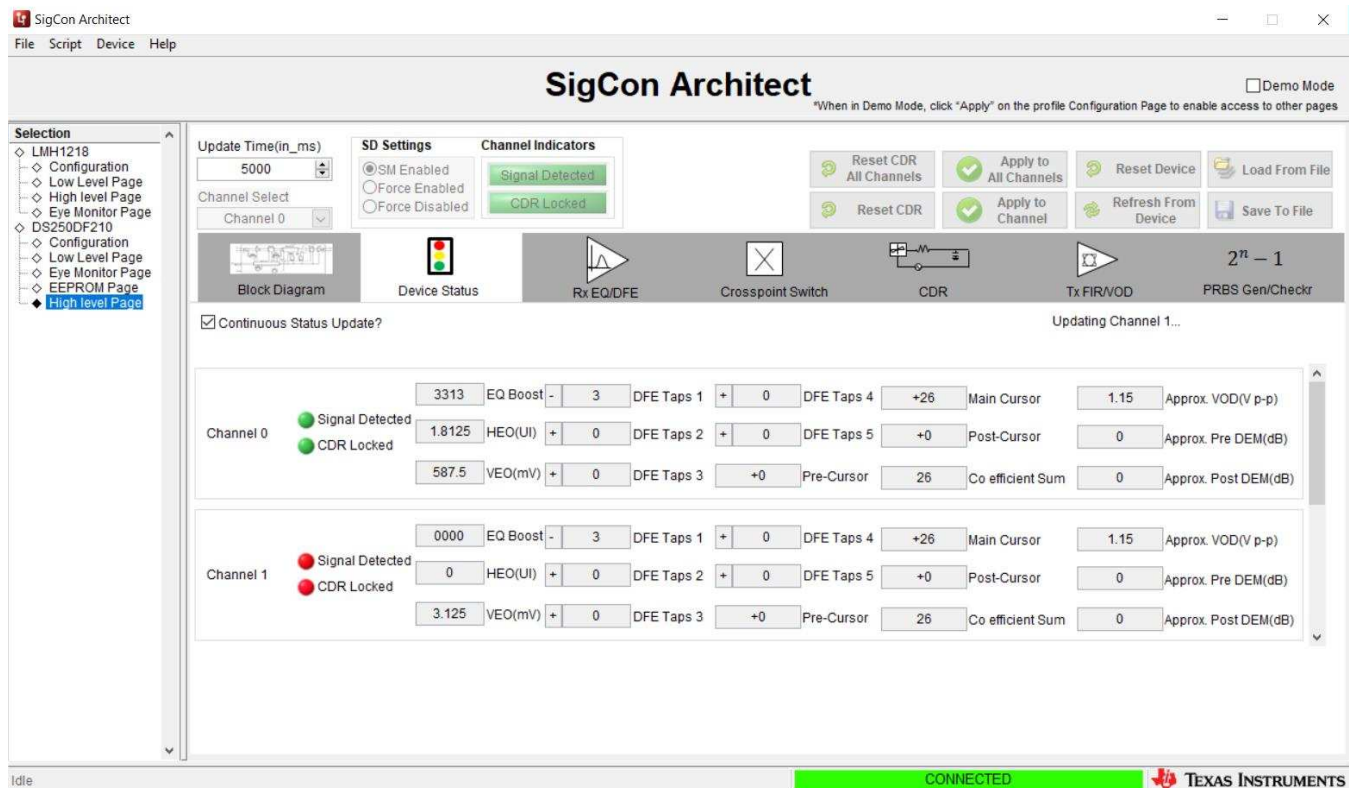 SigCon Architect
File Script Device Help
SigCon Architect
Demo Mode
*When in Demo Mode, click "Apply" on the profile Configuration Page to enable access to other pages
Selection
LMH1218
Configuration
Low Level Page
High level Page
Eye Monitor Page
DS250DF210
Configuration
Low Level Page
Eye Monitor Page
EEPROM Page
High level Page
Update Time(in_ms)
5000
Channel Select
Channel 0
SD Settings
SM Enabled
Force Enabled
Force Disabled
Channel Indicators
Signal Detected
CDR Locked
Reset CDR
All Channels
Apply to
All Channels
Reset Device
Load From File
Reset CDR
Apply to
Channel
Refresh From
Device
Save To File
Block Diagram
Device Status
Rx EQ/DFE
Crosspoint Switch
CDR
Tx FIR/VOD
2ⁿ − 1
PRBS Gen/Checkr
Continuous Status Update?
Updating Channel 1...
Channel 0
Signal Detected
CDR Locked
3313 EQ Boost - 3 DFE Taps 1 + 0 DFE Taps 4 +26 Main Cursor 1.15 Approx. VOD(V p-p)
1.8125 HEO(UI) + 0 DFE Taps 2 + 0 DFE Taps 5 +0 Post-Cursor 0 Approx. Pre DEM(dB)
587.5 VEO(mV) + 0 DFE Taps 3 +0 Pre-Cursor 26 Co efficient Sum 0 Approx. Post DEM(dB)
Channel 1
Signal Detected
CDR Locked
0000 EQ Boost - 3 DFE Taps 1 + 0 DFE Taps 4 +26 Main Cursor 1.15 Approx. VOD(V p-p)
0 HEO(UI) + 0 DFE Taps 2 + 0 DFE Taps 5 +0 Post-Cursor 0 Approx. Pre DEM(dB)
3.125 VEO(mV) + 0 DFE Taps 3 +0 Pre-Cursor 26 Co efficient Sum 0 Approx. Post DEM(dB)
Idle
CONNECTED
TEXAS INSTRUMENTS